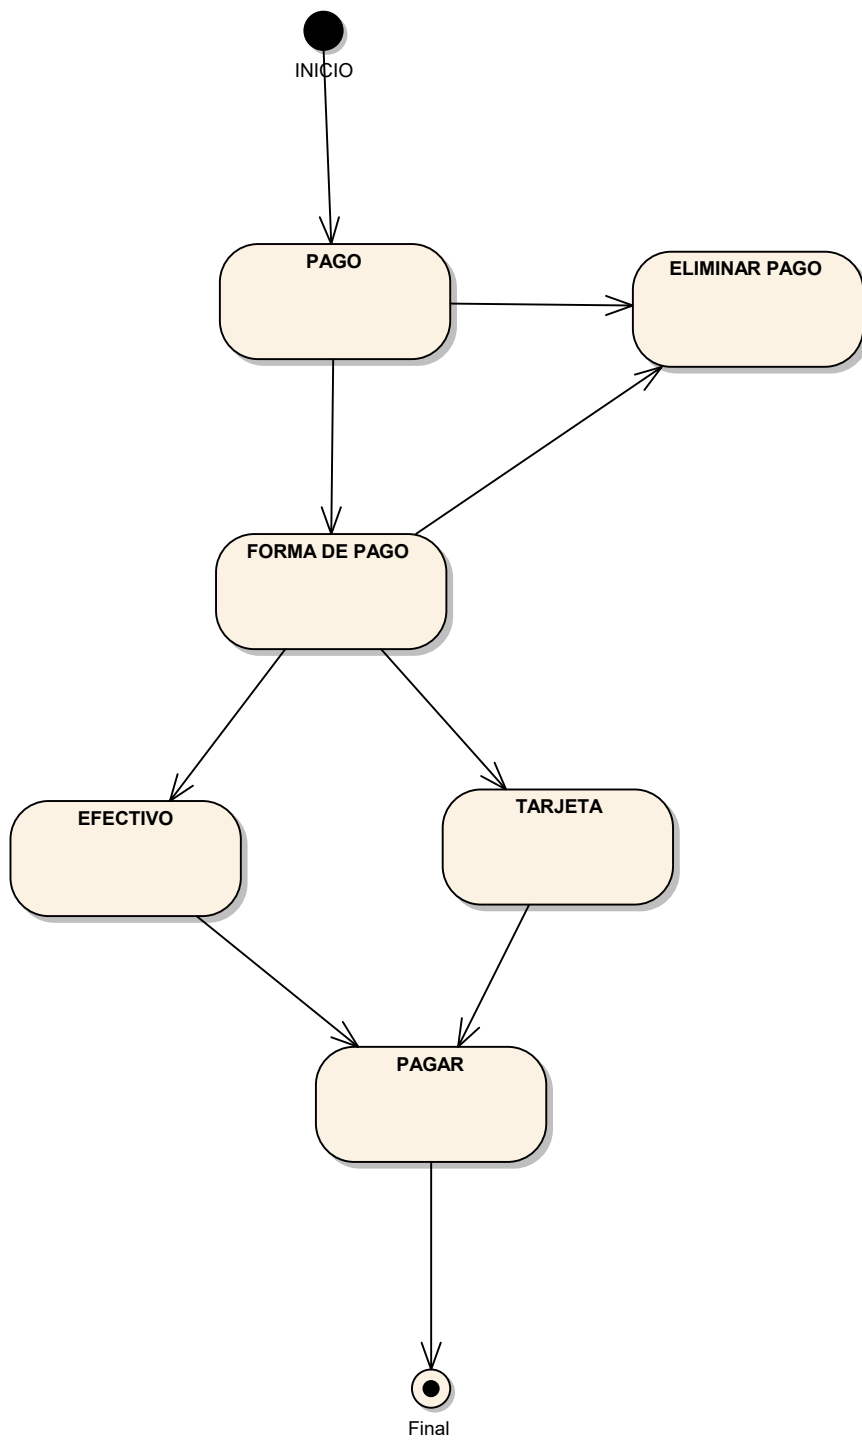 INICIO
PAGO
ELIMINAR PAGO
FORMA DE PAGO
EFECTIVO
TARJETA
PAGAR
Final